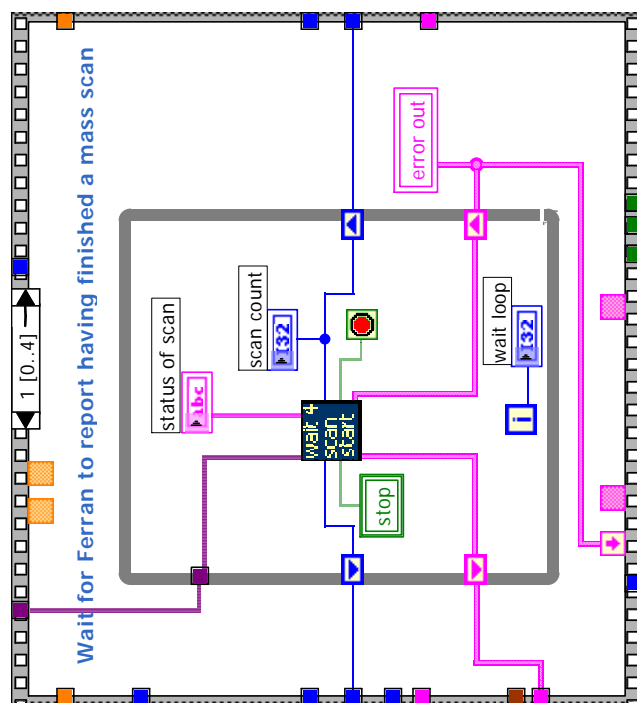 1 [0..4]
Wait for Ferran to report having finished a mass scan
status of scan
abc
scan count
I32
wait 4
scan
start
stop
error out
wait loop
I32
i